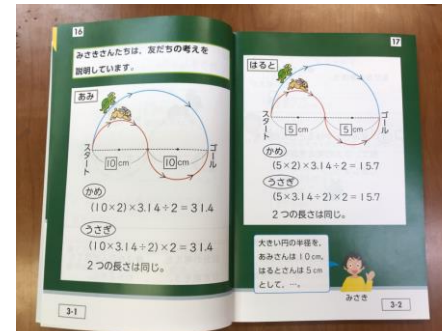 16
みさきさんたちは、友だちの考えを
説明しています。
あみ
スタート
10cm
10cm
ゴール
かめ
(10×2)×3.14÷2=31.4
うさぎ
(10×3.14÷2)×2=31.4
2つの長さは同じ。
3-1
17
はると
スタート
5cm
5cm
ゴール
かめ
(5×2)×3.14÷2=15.7
うさぎ
(5×3.14÷2)×2=15.7
2つの長さは同じ。
大きい円の半径を、
あみさんは10cm、
はるとさんは5cm
として、…。
みさき
3-2